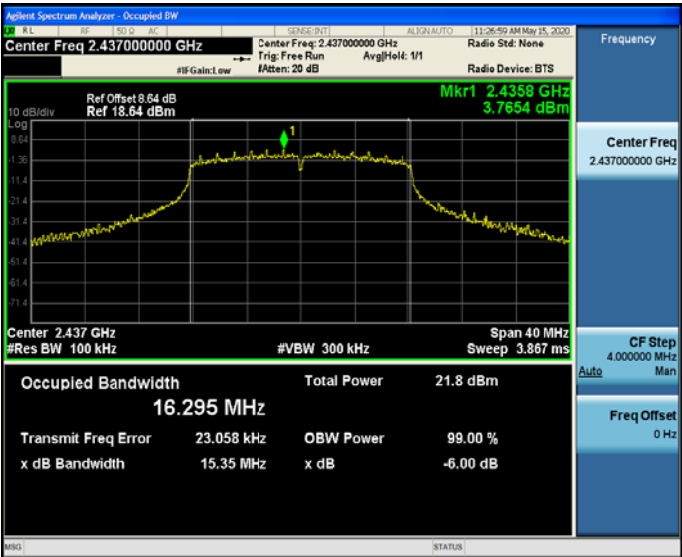 Agilent Spectrum Analyzer - Occupied BW
RL RF 50 Ω AC SENSE:INT ALIGN AUTO 11:26:59 AM May 15, 2020
Center Freq 2.437000000 GHz
Center Freq: 2.437000000 GHz Radio Std: None
Trig: Free Run Avg|Hold: 1/1
#IFGain:Low #Atten: 20 dB Radio Device: BTS
Frequency
Ref Offset 8.64 dB Mkr1 2.4358 GHz
10 dB/div Ref 18.64 dBm 3.7654 dBm
Log
8.64
1
-1.36
-11.4
-21.4
-31.4
-41.4
-51.4
-61.4
-71.4
Center 2.437 GHz Span 40 MHz
#Res BW 100 kHz #VBW 300 kHz Sweep 3.867 ms
Occupied Bandwidth Total Power 21.8 dBm
16.295 MHz
Transmit Freq Error 23.058 kHz OBW Power 99.00 %
x dB Bandwidth 15.35 MHz x dB -6.00 dB
Center Freq
2.437000000 GHz
CF Step
4.000000 MHz
Auto Man
Freq Offset
0 Hz
MSG STATUS